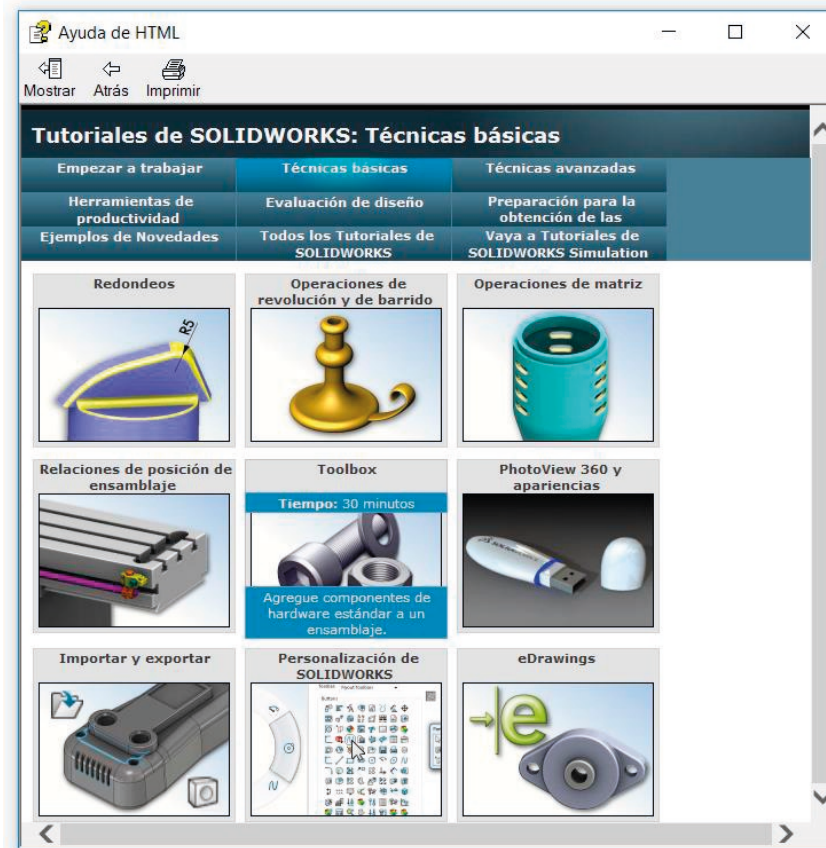 Ayuda de HTML
Mostrar Atrás Imprimir
Tutoriales de SOLIDWORKS: Técnicas básicas
Empezar a trabajar Técnicas básicas Técnicas avanzadas
Herramientas de productividad Evaluación de diseño Preparación para la obtención de las
Ejemplos de Novedades Todos los Tutoriales de SOLIDWORKS Vaya a Tutoriales de SOLIDWORKS Simulation
Redondeos
R5
Operaciones de
revolución y de barrido
Operaciones de matriz
Relaciones de posición de
ensamblaje
Toolbox
Tiempo: 30 minutos
Agregue componentes de
hardware estándar a un
ensamblaje.
PhotoView 360 y
apariencias
SOLIDWORKS
Importar y exportar
Personalización de
SOLIDWORKS
Buttons
eDrawings
e